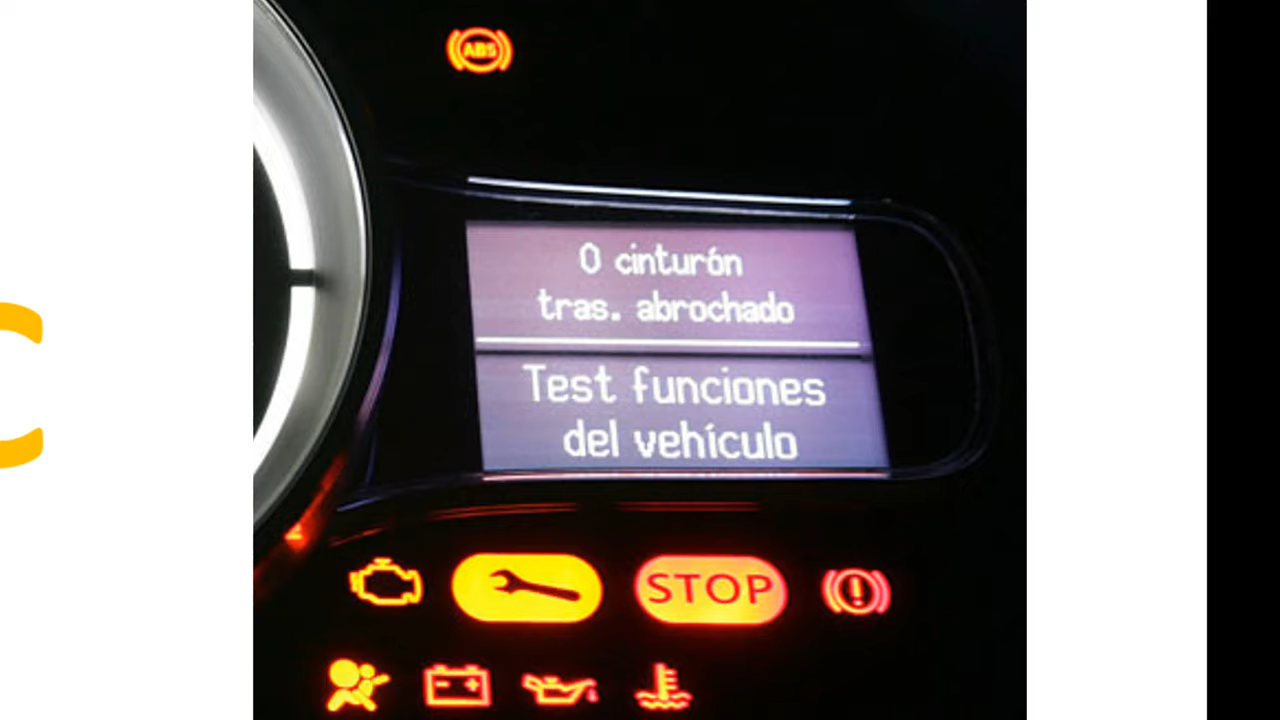 ABS
0 cinturón
tras. abrochado
Test funciones
del vehículo
STOP